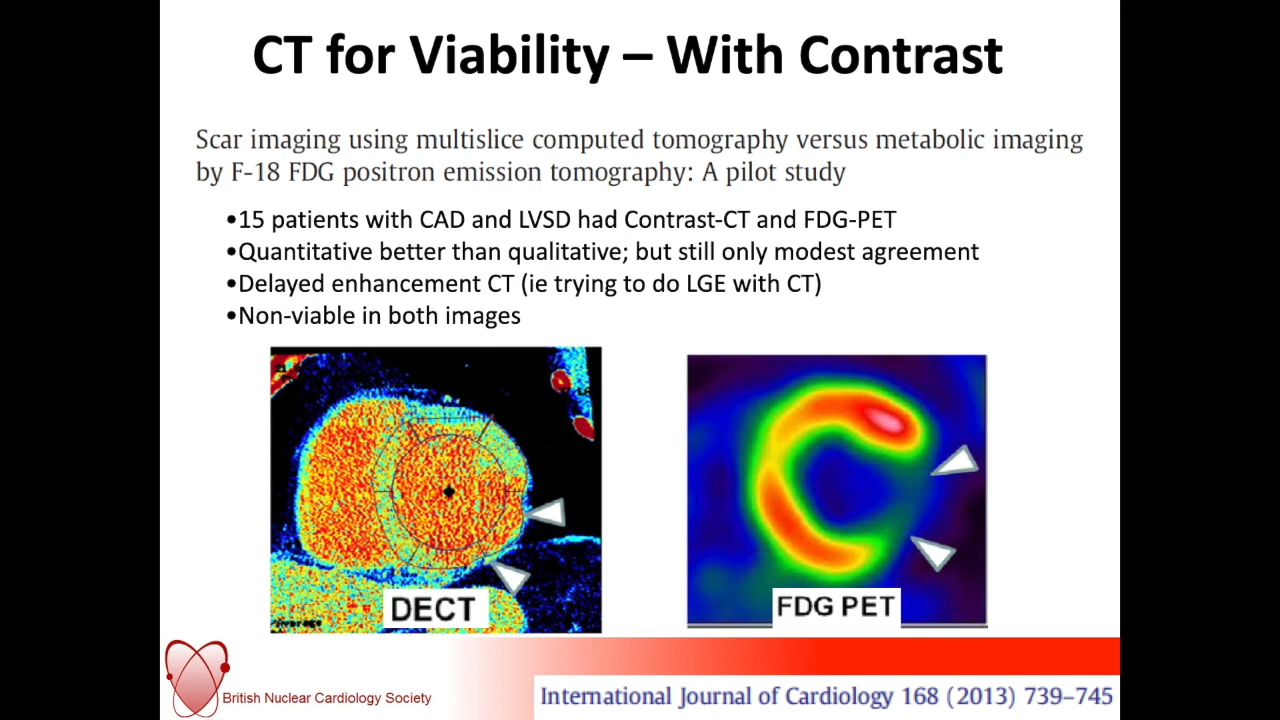 CT for Viability – With Contrast
Scar imaging using multislice computed tomography versus metabolic imaging
by F-18 FDG positron emission tomography: A pilot study
•15 patients with CAD and LVSD had Contrast-CT and FDG-PET
•Quantitative better than qualitative; but still only modest agreement
•Delayed enhancement CT (ie trying to do LGE with CT)
•Non-viable in both images
DECT
FDG PET
British Nuclear Cardiology Society
International Journal of Cardiology 168 (2013) 739–745